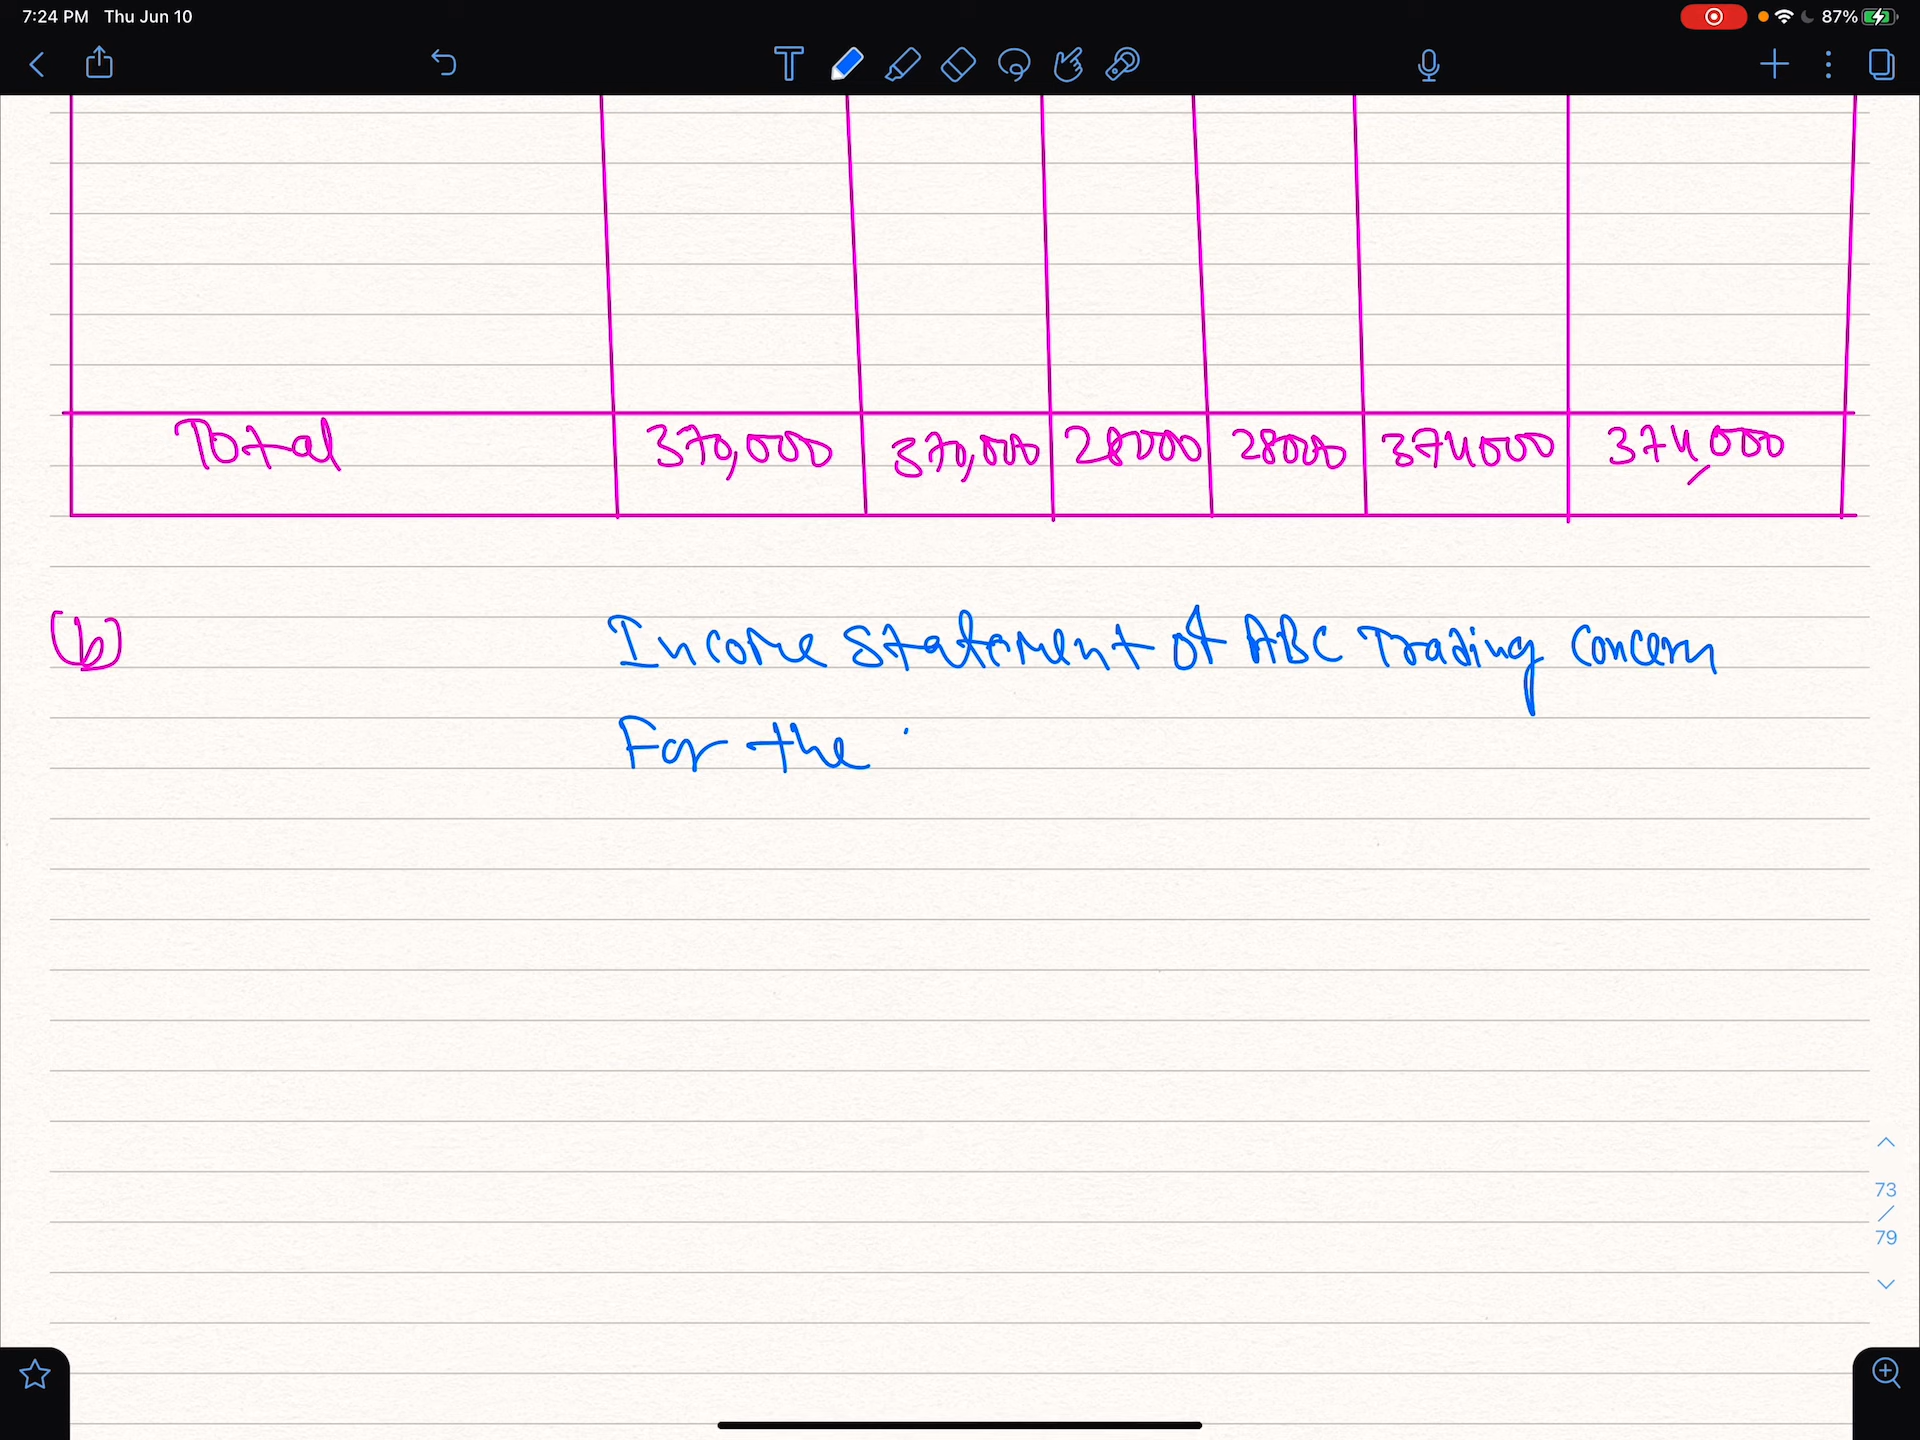 7:24 PM Thu Jun 10
87%
T
Total 370,000 370,000 28000 28000 374000 374,000
(b) Income Statement of ABC Trading Concern
For the
73
/
79